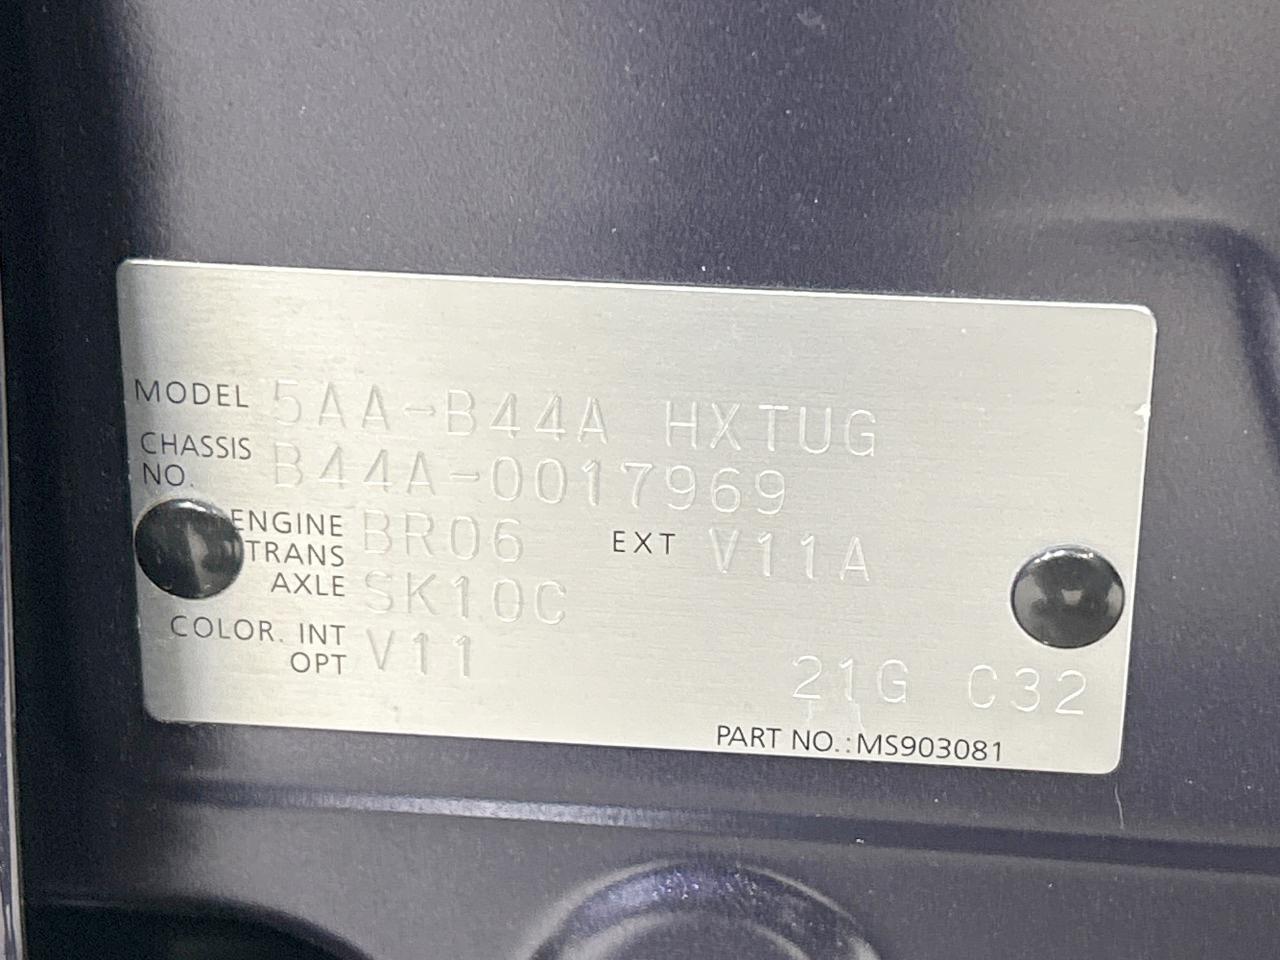 MODEL 5AA-B44A HXTUG
CHASSIS NO. B44A-0017969
ENGINE BR06 EXT V11A
TRANS AXLE SK10C
COLOR. INT V11
OPT 21G C32
PART NO.:MS903081